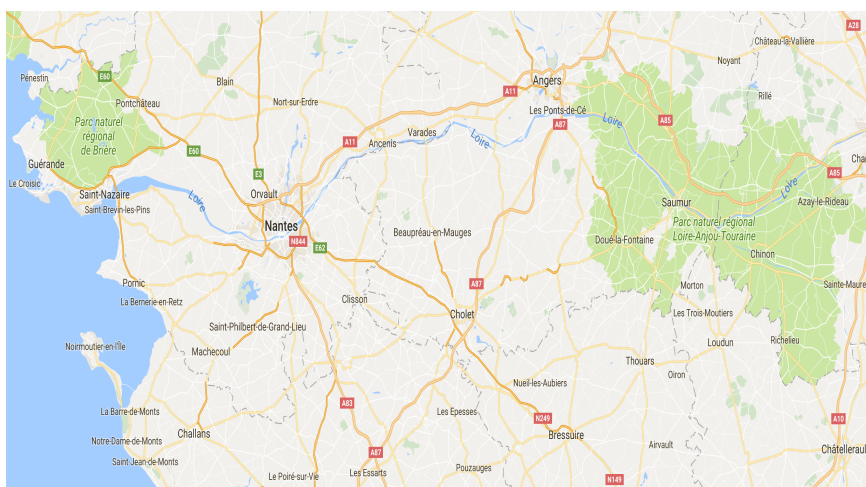 A28
Château-la-Vallière
Noyant
Pénestin
E60
Blain
Angers
A11
Rillé
Pontchâteau
Nort-sur-Erdre
Les Ponts-de-Cé
A87
Loire
A85
Parc naturel
régional
de Brière
Varades
Loire
A11
Ancenis
E60
Guérande
E3
A85
Le Croisic
Saint-Nazaire
Orvault
Loire
Saumur
Azay-le-Rideau
Saint-Brevin-les-Pins
Nantes
Parc naturel régional
Loire-Anjou-Touraine
Beaupréau-en-Mauges
N844
E62
Doué-la-Fontaine
Chinon
Pornic
A87
Morton
Sainte-Maure
La Bernerie-en-Retz
Clisson
Cholet
Les Trois-Moutiers
Saint-Philbert-de-Grand-Lieu
Noirmoutier-en-l'Île
Machecoul
Loudun
Richelieu
Thouars
Oiron
Nueil-les-Aubiers
A83
La Barre-de-Monts
Les Epesses
N249
A10
Challans
Bressuire
Notre-Dame-de-Monts
Airvault
Châtellerault
A87
Saint-Jean-de-Monts
Pouzauges
Le Poiré-sur-Vie
Les Essarts
N149